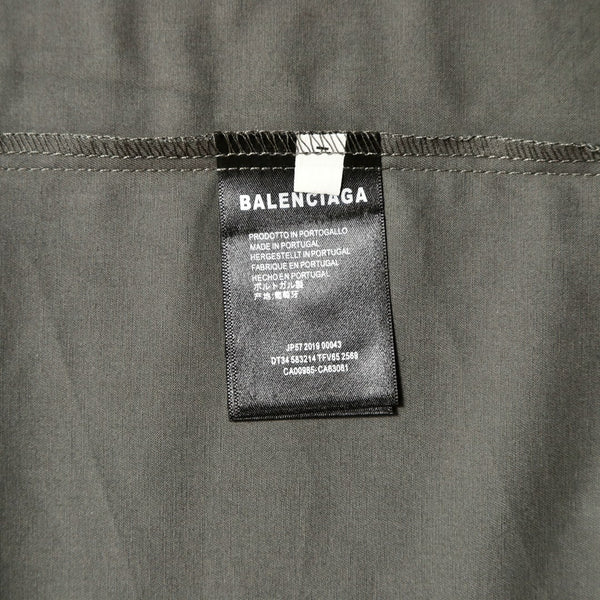 BALENCIAGA
PRODOTTO IN PORTOGALLO
MADE IN PORTUGAL
HERGESTELLT IN PORTUGAL
FABRIQUE EN PORTUGAL
HECHO EN PORTUGAL
ポルトガル製
产地:葡萄牙
JP57 2019 00043
DT34 583214 TFV65 2569
CA00985-CA63081